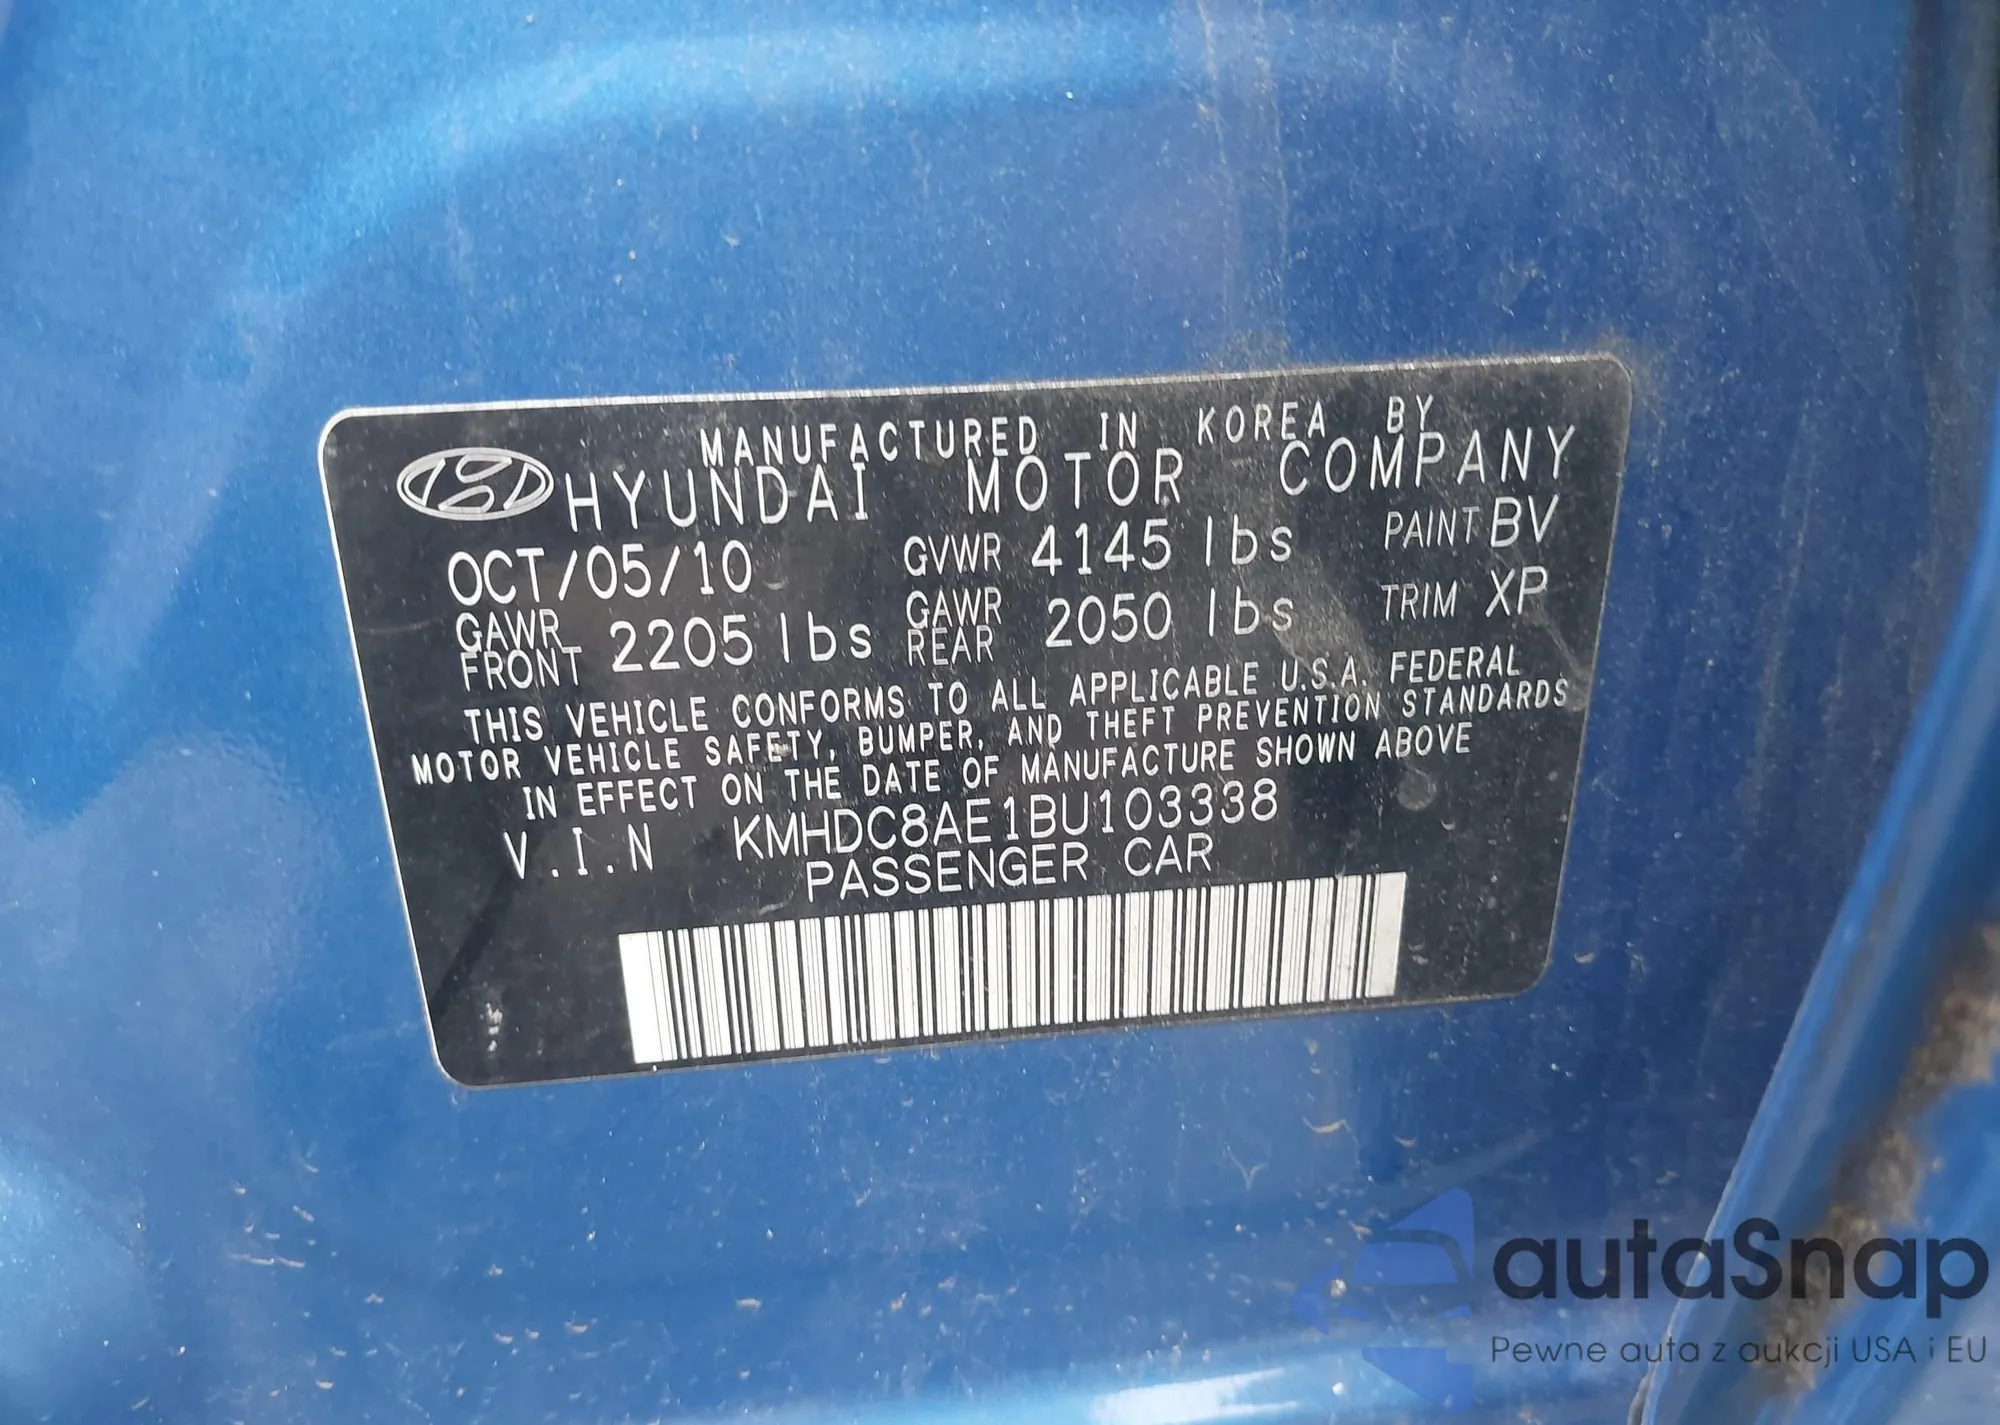 MANUFACTURED IN KOREA BY
HYUNDAI MOTOR COMPANY
OCT/05/10 GVWR 4145 lbs PAINT BV
GAWR FRONT 2205 lbs GAWR REAR 2050 lbs TRIM XP
THIS VEHICLE CONFORMS TO ALL APPLICABLE U.S.A. FEDERAL
MOTOR VEHICLE SAFETY, BUMPER, AND THEFT PREVENTION STANDARDS
IN EFFECT ON THE DATE OF MANUFACTURE SHOWN ABOVE
V.I.N KMHDC8AE1BU103338
PASSENGER CAR
autaSnap
Pewne auta z aukcji USA i EU